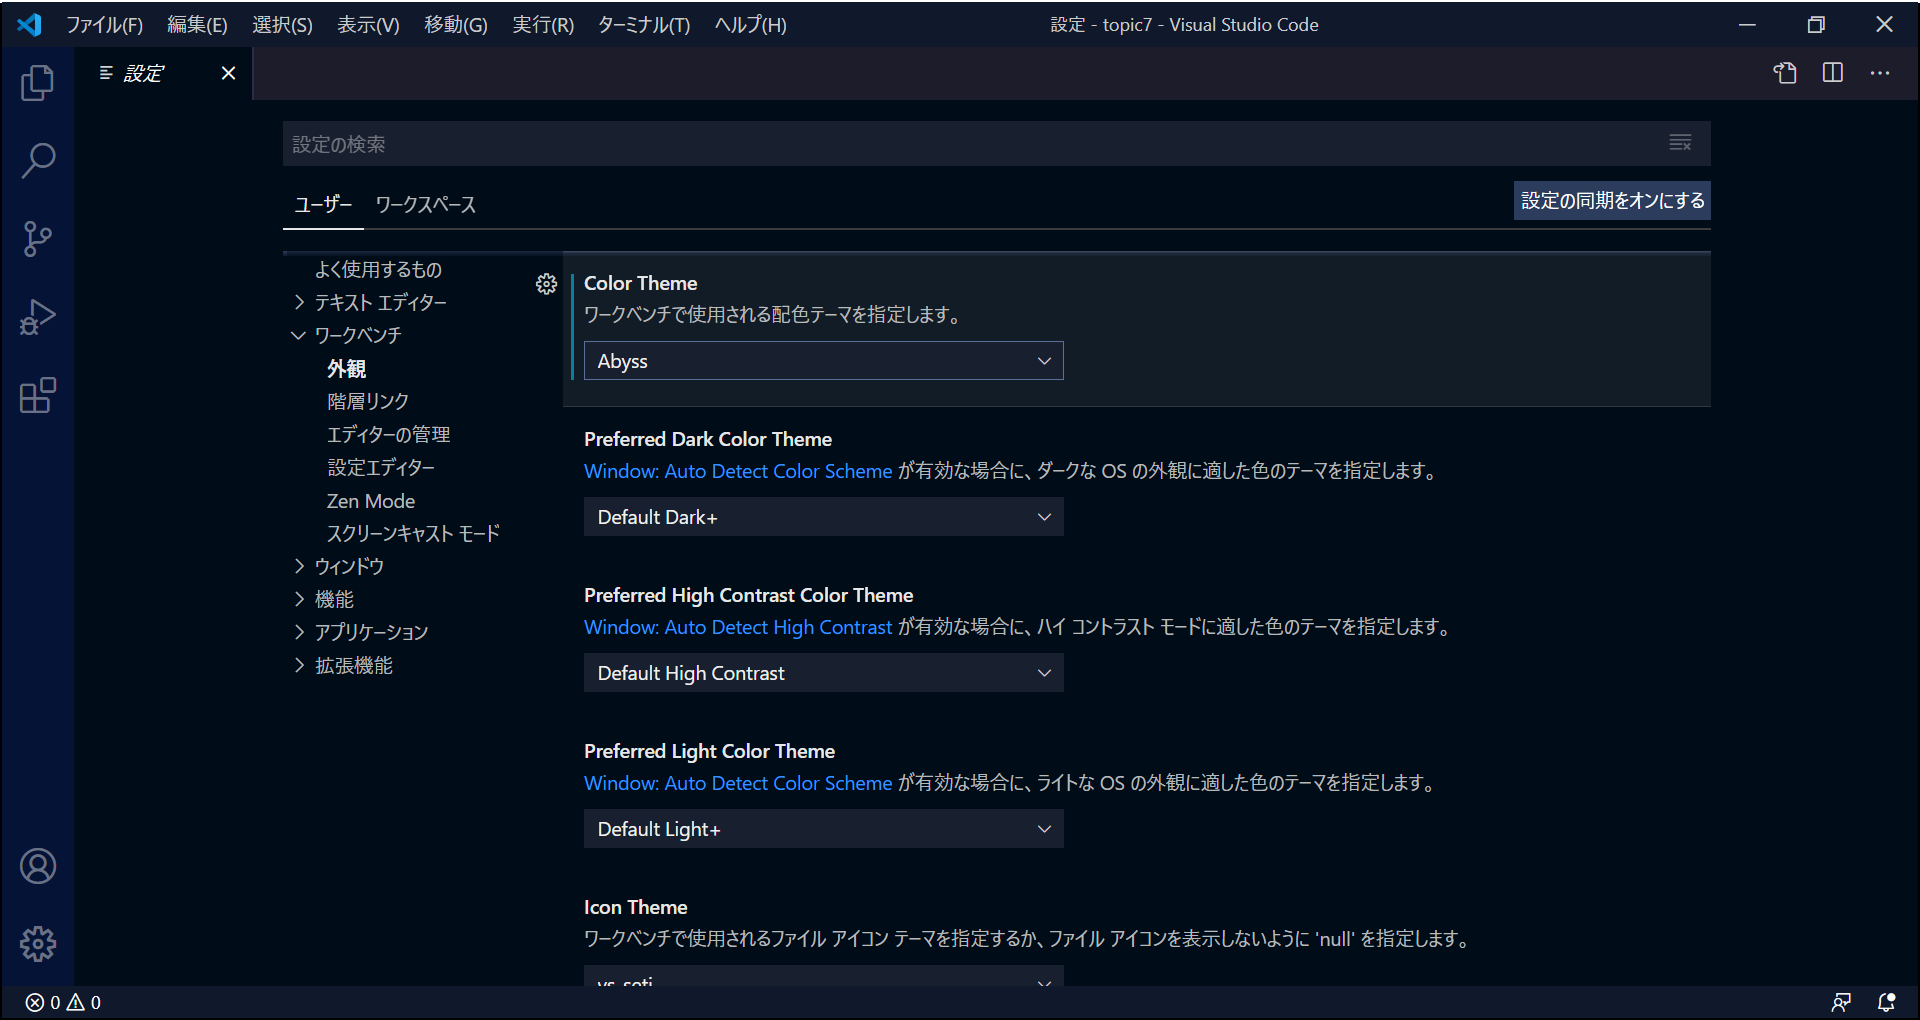 ファイル(F) 編集(E) 選択(S) 表示(V) 移動(G) 実行(R) ターミナル(T) ヘルプ(H) 設定 - topic7 - Visual Studio Code
設定
設定の検索
ユーザー ワークスペース 設定の同期をオンにする
よく使用するもの
テキスト エディター
ワークベンチ
外観
階層リンク
エディターの管理
設定エディター
Zen Mode
スクリーンキャスト モード
ウィンドウ
機能
アプリケーション
拡張機能
Color Theme
ワークベンチで使用される配色テーマを指定します。
Abyss
Preferred Dark Color Theme
Window: Auto Detect Color Scheme が有効な場合に、ダークな OS の外観に適した色のテーマを指定します。
Default Dark+
Preferred High Contrast Color Theme
Window: Auto Detect High Contrast が有効な場合に、ハイ コントラスト モードに適した色のテーマを指定します。
Default High Contrast
Preferred Light Color Theme
Window: Auto Detect Color Scheme が有効な場合に、ライトな OS の外観に適した色のテーマを指定します。
Default Light+
Icon Theme
ワークベンチで使用されるファイル アイコン テーマを指定するか、ファイル アイコンを表示しないように 'null' を指定します。
vs-seti
0 0